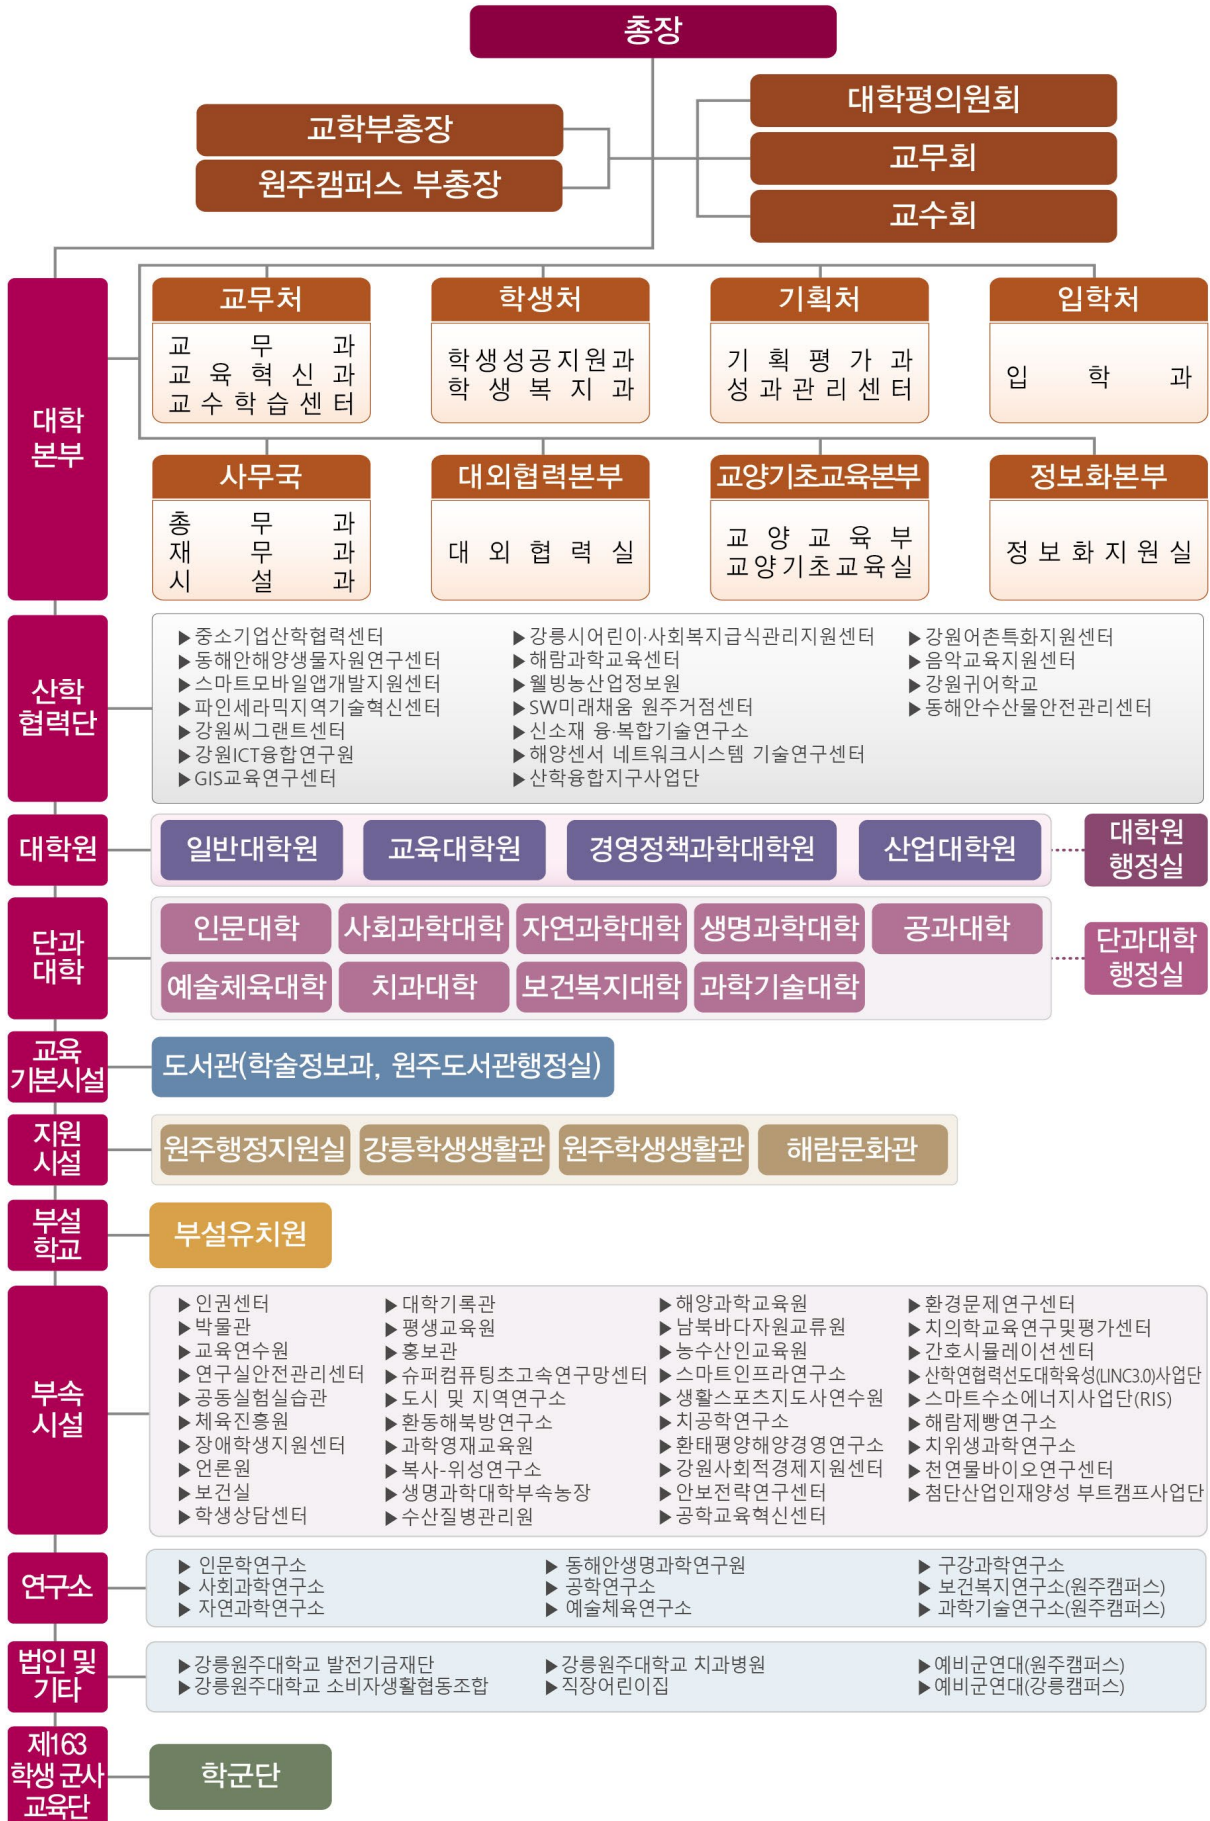 총장
교학부총장
원주캠퍼스 부총장
대학평의원회
교무회
교수회
대학
본부
교무처
교 무 과
교 육 혁 신 과
교 수 학 습 센 터
학생처
학생성공지원과
학 생 복 지 과
기획처
기 획 평 가 과
성 과 관 리 센 터
입학처
입 학 과
사무국
총 무 과
재 무 과
시 설 과
대외협력본부
대 외 협 력 실
교양기초교육본부
교 양 교 육 부
교양기초교육실
정보화본부
정 보 화 지 원 실
산학
협력단
▶중소기업산학협력센터
▶동해안해양생물자원연구센터
▶스마트모바일앱개발지원센터
▶파인세라믹지역기술혁신센터
▶강원씨그랜트센터
▶강원ICT융합연구원
▶GIS교육연구센터
▶강릉시어린이·사회복지급식관리지원센터
▶해람과학교육센터
▶웰빙농산업정보원
▶SW미래채움 원주거점센터
▶신소재 융·복합기술연구소
▶해양센서 네트워크시스템 기술연구센터
▶산학융합지구사업단
▶강원어촌특화지원센터
▶음악교육지원센터
▶강원귀어학교
▶동해안수산물안전관리센터
대학원
일반대학원
교육대학원
경영정책과학대학원
산업대학원
대학원
행정실
단과
대학
인문대학
사회과학대학
자연과학대학
생명과학대학
공과대학
예술체육대학
치과대학
보건복지대학
과학기술대학
단과대학
행정실
교육
기본시설
도서관(학술정보과, 원주도서관행정실)
지원
시설
원주행정지원실
강릉학생생활관
원주학생생활관
해람문화관
부설
학교
부설유치원
부속
시설
▶인권센터
▶박물관
▶교육연수원
▶연구실안전관리센터
▶공동실험실습관
▶체육진흥원
▶장애학생지원센터
▶언론원
▶보건실
▶학생상담센터
▶대학기록관
▶평생교육원
▶홍보관
▶슈퍼컴퓨팅초고속연구망센터
▶도시 및 지역연구소
▶환동해북방연구소
▶과학영재교육원
▶복사-위성연구소
▶생명과학대학부속농장
▶수산질병관리원
▶해양과학교육원
▶남북바다자원교류원
▶농수산인교육원
▶스마트인프라연구소
▶생활스포츠지도사연수원
▶치공학연구소
▶환태평양해양경영연구소
▶강원사회적경제지원센터
▶안보전략연구센터
▶공학교육혁신센터
▶환경문제연구센터
▶치의학교육연구및평가센터
▶간호시뮬레이션센터
▶산학연협력선도대학육성(LINC3.0)사업단
▶스마트수소에너지사업단(RIS)
▶해람제빵연구소
▶치위생과학연구소
▶천연물바이오연구센터
▶첨단산업인재양성 부트캠프사업단
연구소
▶ 인문학연구소
▶ 사회과학연구소
▶ 자연과학연구소
▶ 동해안생명과학연구원
▶ 공학연구소
▶ 예술체육연구소
▶ 구강과학연구소
▶ 보건복지연구소(원주캠퍼스)
▶ 과학기술연구소(원주캠퍼스)
법인 및
기타
▶강릉원주대학교 발전기금재단
▶강릉원주대학교 소비자생활협동조합
▶강릉원주대학교 치과병원
▶직장어린이집
▶예비군연대(원주캠퍼스)
▶예비군연대(강릉캠퍼스)
제163
학생 군사
교육단
학군단